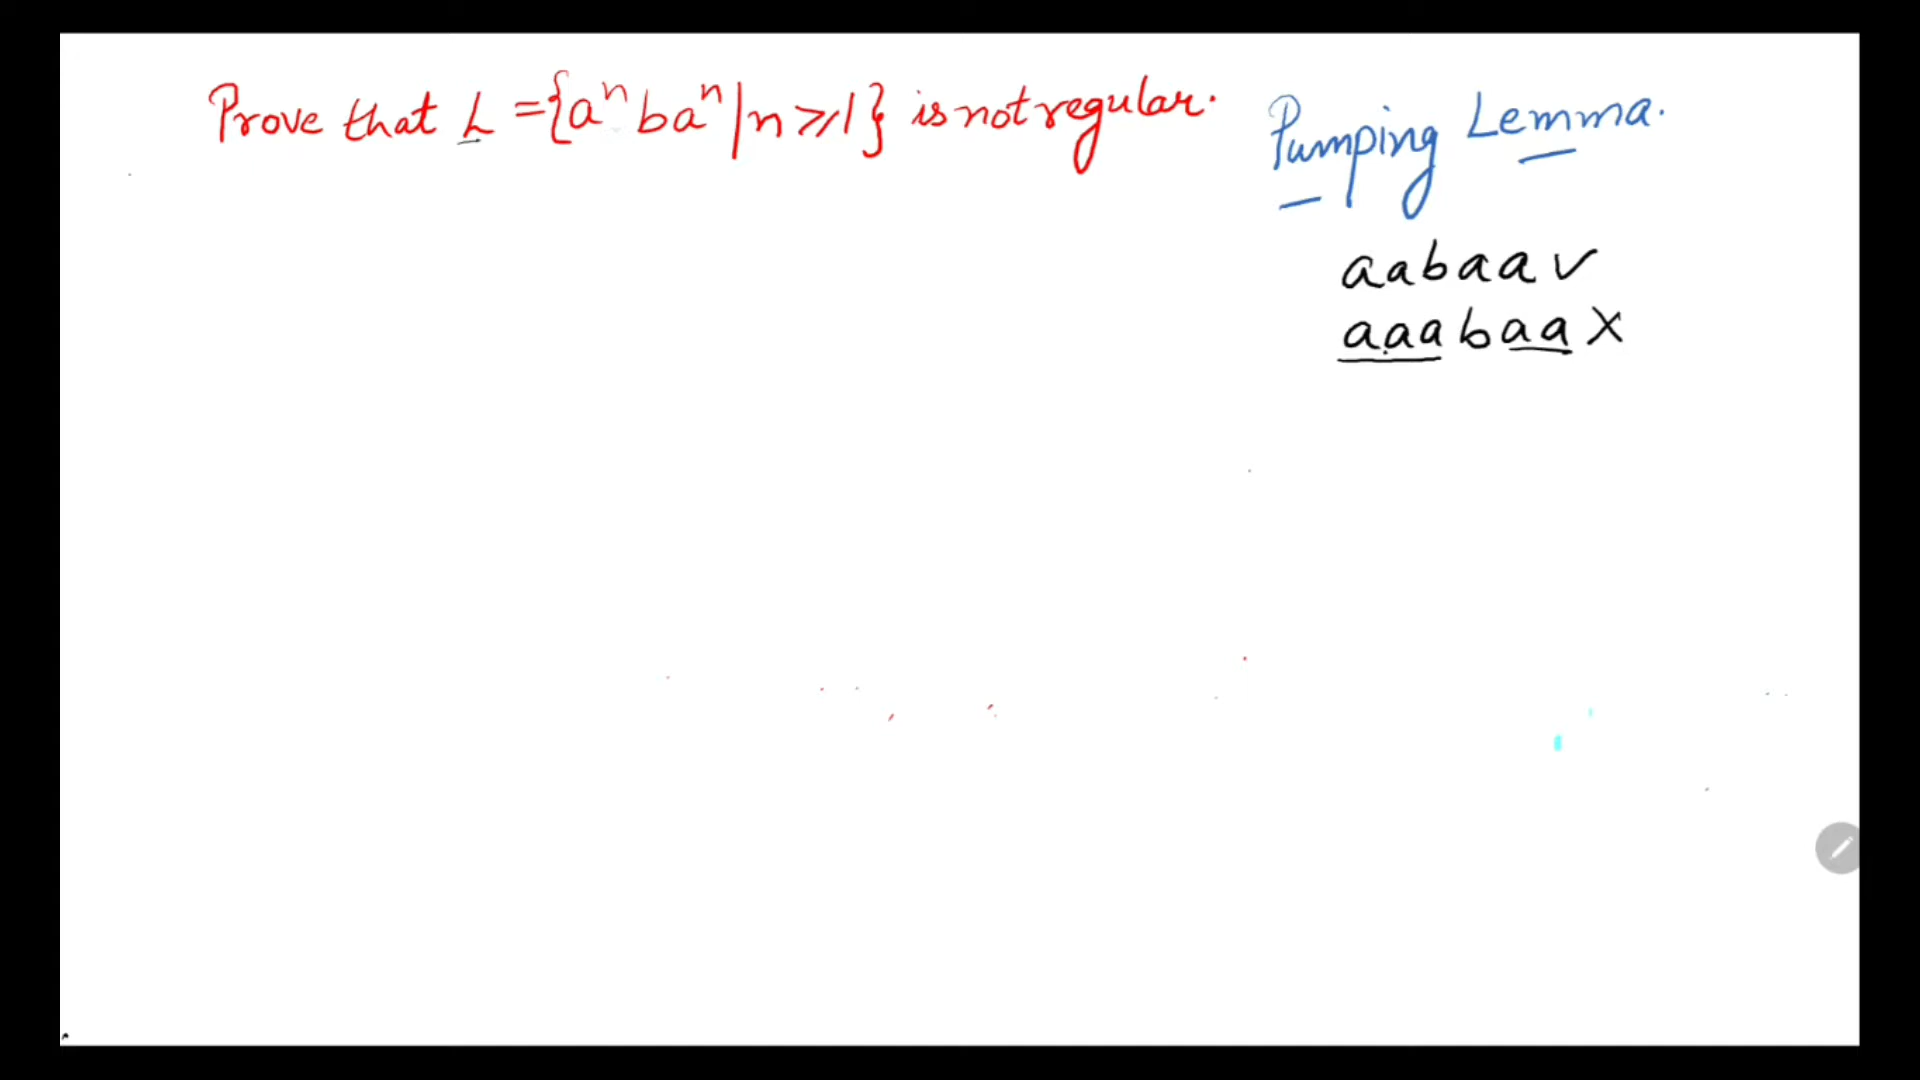 Prove that L = {aⁿbaⁿ | n ≥ 1} is not regular.
Pumping Lemma.
aabaa ✓
aaabaa X